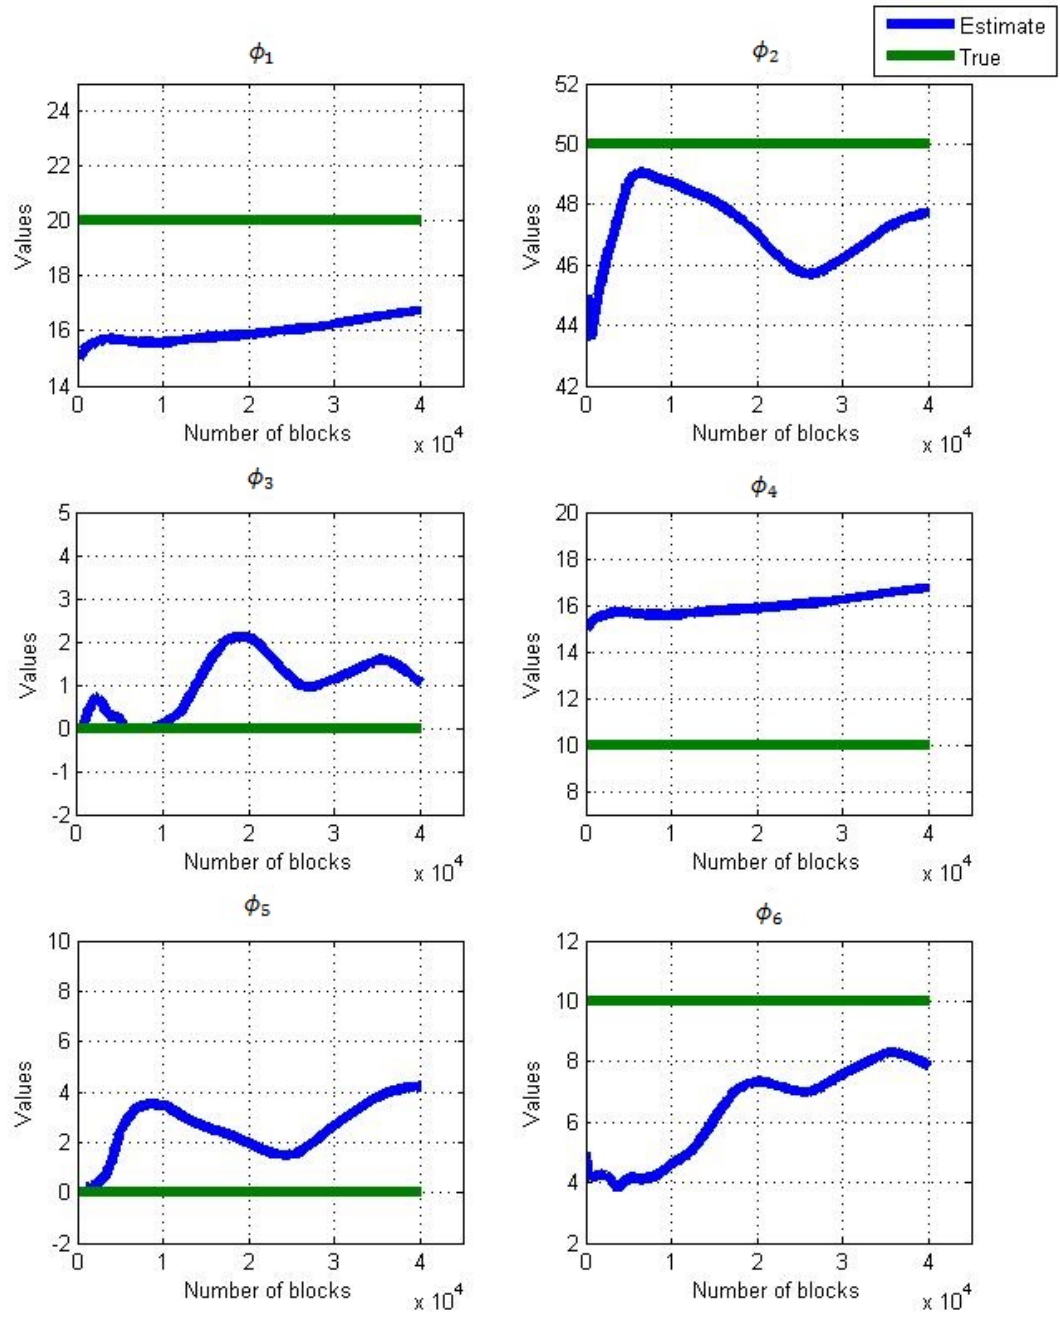 Estimate
True
ϕ1
ϕ2
24
22
20
18
16
14
Values
0 1 2 3 4
Number of blocks
x 10^4
52
50
48
46
44
42
Values
0 1 2 3 4
Number of blocks
x 10^4
ϕ3
ϕ4
5
4
3
2
1
0
-1
-2
Values
0 1 2 3 4
Number of blocks
x 10^4
20
18
16
14
12
10
8
Values
0 1 2 3 4
Number of blocks
x 10^4
ϕ5
ϕ6
10
8
6
4
2
0
-2
Values
0 1 2 3 4
Number of blocks
x 10^4
12
10
8
6
4
2
Values
0 1 2 3 4
Number of blocks
x 10^4